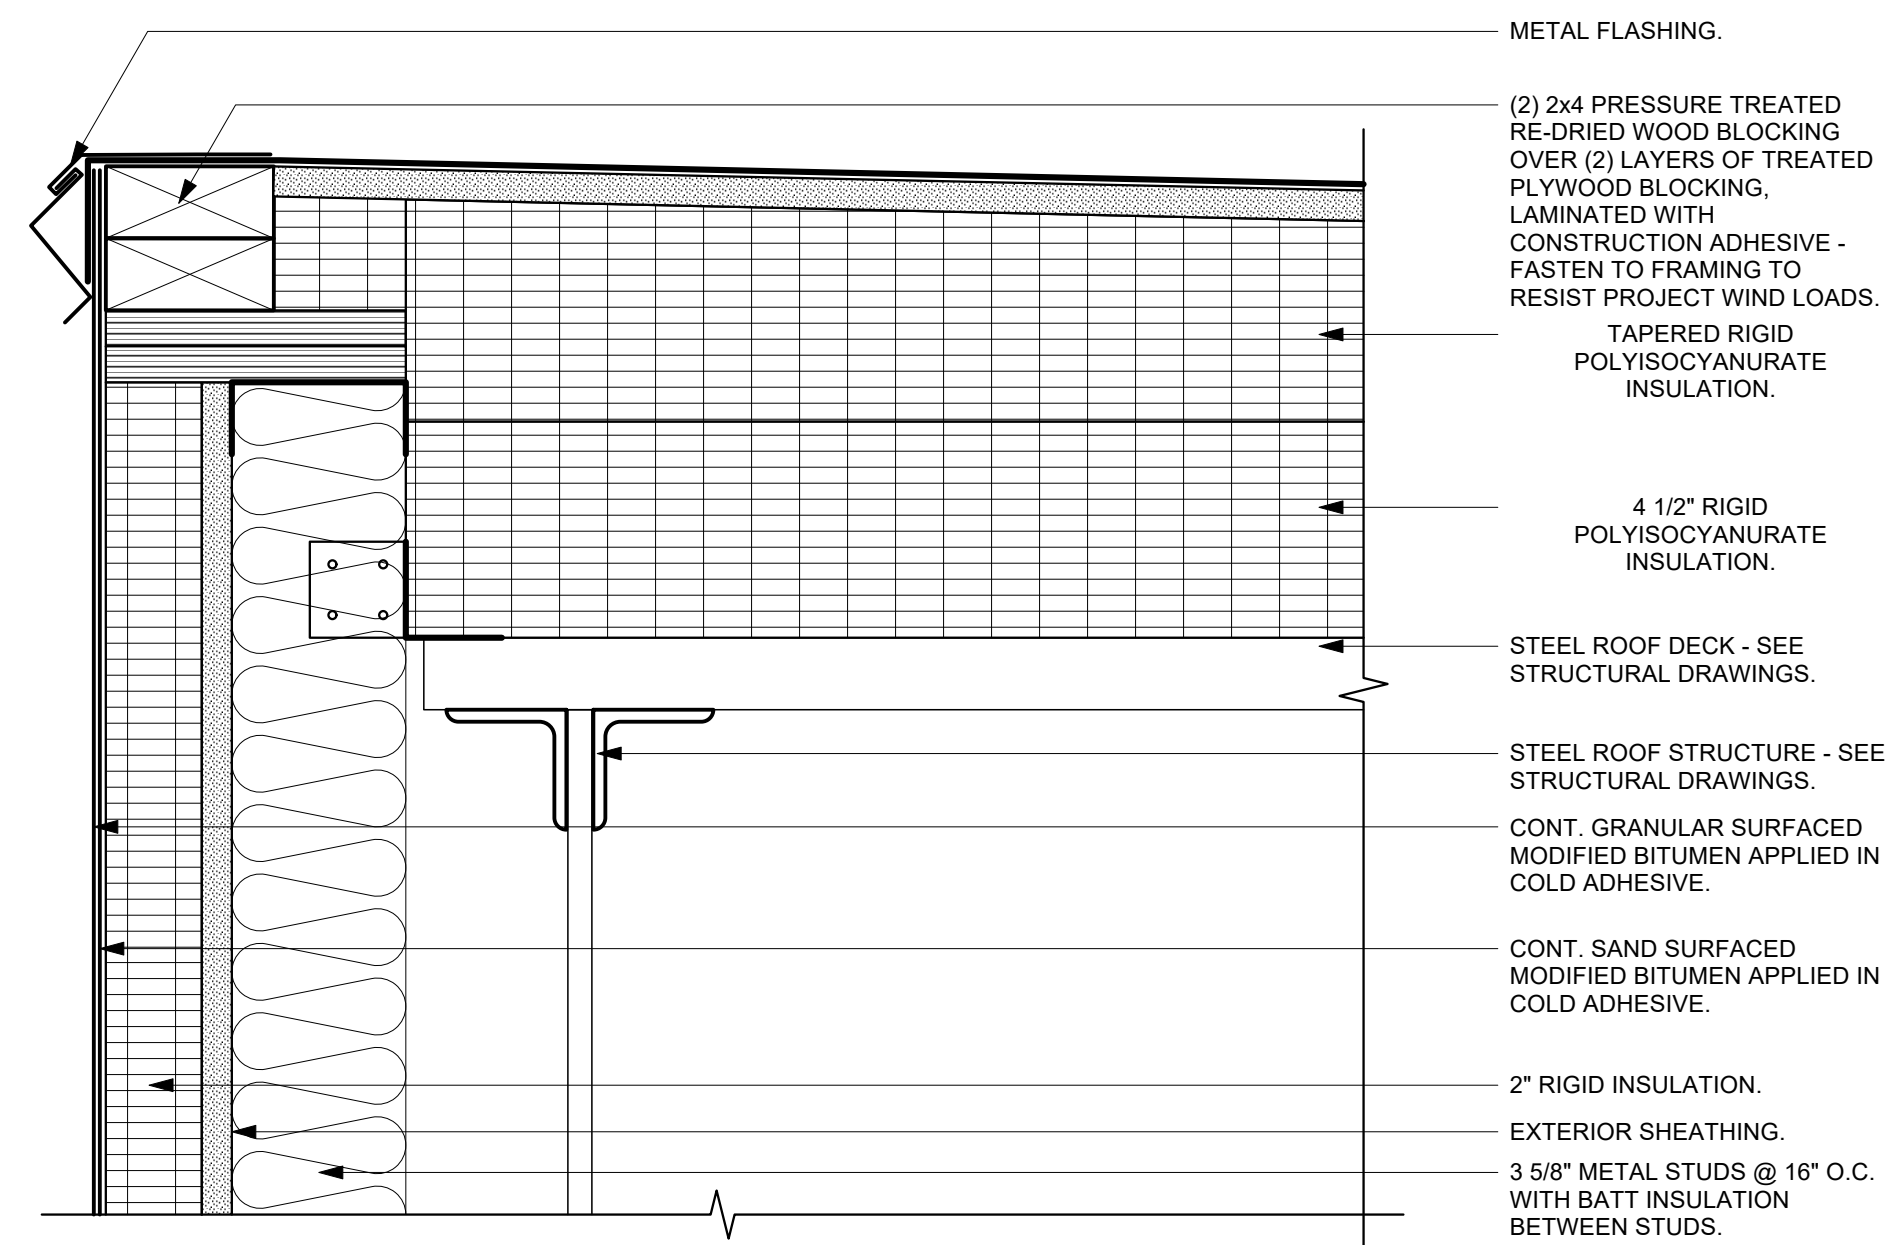 METAL FLASHING.
(2) 2x4 PRESSURE TREATED
RE-DRIED WOOD BLOCKING
OVER (2) LAYERS OF TREATED
PLYWOOD BLOCKING,
LAMINATED WITH
CONSTRUCTION ADHESIVE -
FASTEN TO FRAMING TO
RESIST PROJECT WIND LOADS.
TAPERED RIGID
POLYISOCYANURATE
INSULATION.
4 1/2" RIGID
POLYISOCYANURATE
INSULATION.
STEEL ROOF DECK - SEE
STRUCTURAL DRAWINGS.
STEEL ROOF STRUCTURE - SEE
STRUCTURAL DRAWINGS.
CONT. GRANULAR SURFACED
MODIFIED BITUMEN APPLIED IN
COLD ADHESIVE.
CONT. SAND SURFACED
MODIFIED BITUMEN APPLIED IN
COLD ADHESIVE.
2" RIGID INSULATION.
EXTERIOR SHEATHING.
3 5/8" METAL STUDS @ 16" O.C.
WITH BATT INSULATION
BETWEEN STUDS.